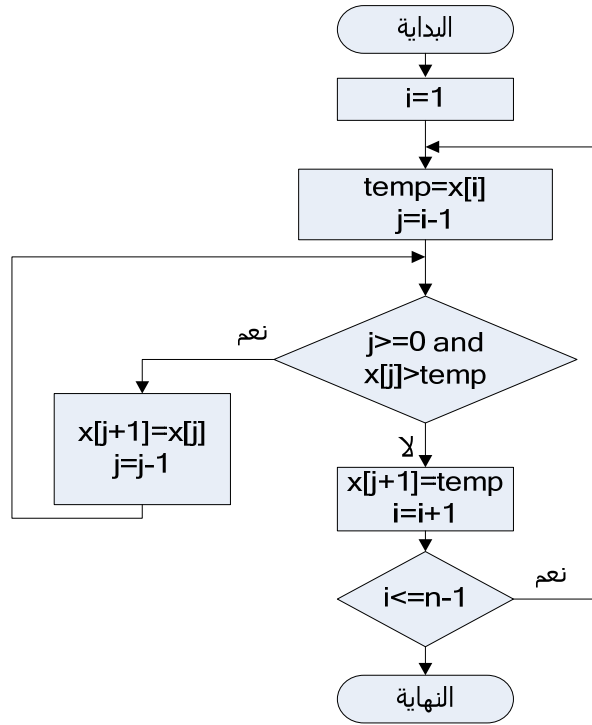 البداية
i=1
temp=x[i]
j=i-1
j>=0 and
x[j]>temp
نعم
x[j+1]=x[j]
j=j-1
لا
x[j+1]=temp
i=i+1
i<=n-1
نعم
النهاية